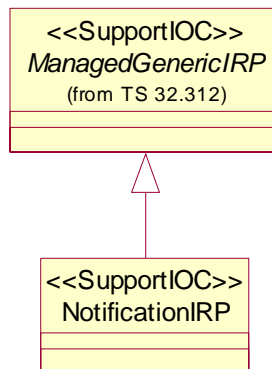 <<SupportIOC>>
ManagedGenericIRP
(from TS 32.312)
<<SupportIOC>>
NotificationIRP